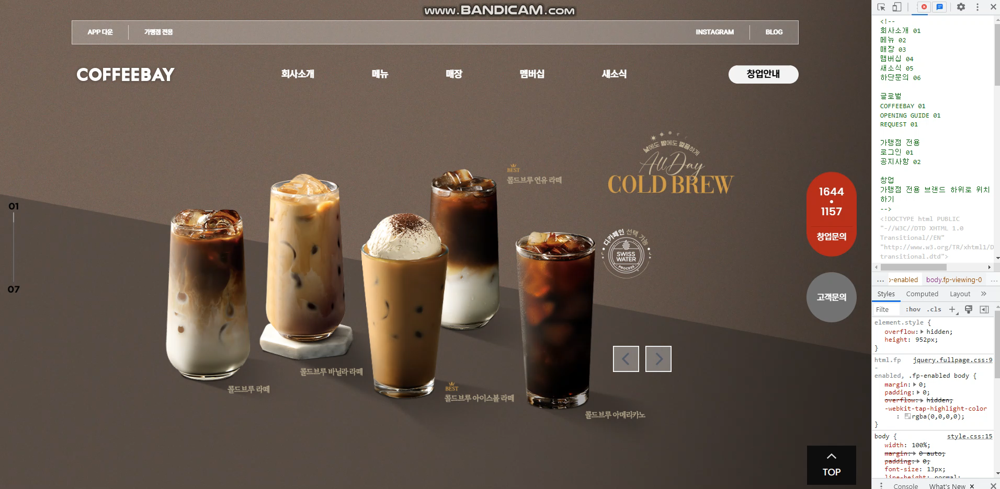 www.BANDICAM.com
APP 다운
가맹점 전용
INSTAGRAM
BLOG
COFFEEBAY
회사소개
메뉴
매장
멤버십
새소식
창업안내
낮에도 밤에도 깔끔하게
All Day
COLD BREW
BEST
콜드브루 연유 라떼
01
07
디카페인 선택 가능
SWISS
WATER
PROCESS
1644
1157
창업문의
고객문의
콜드브루 바닐라 라떼
콜드브루 라떼
BEST
콜드브루 아이스볼 라떼
콜드브루 아메리카노
TOP
<!--
회사소개 01
메뉴 02
매장 03
맴버십 04
새소식 05
하단문의 06
글로벌
COFFEEBAY 01
OPENING GUIDE 01
REQUEST 01
가맹점 전용
로그인 01
공지사항 02
창업
가맹점 전용 브랜드 하위로 위치
하기
-->
<!DOCTYPE html PUBLIC
"-//W3C//DTD XHTML 1.0
Transitional//EN"
"http://www.w3.org/TR/xhtml1/D
transitional.dtd">
... -enabled body.fp-viewing-0 ...
Styles Computed Layout »
Filte :hov .cls +
element.style {
overflow: hidden;
height: 952px;
}
html.fp jquery.fullpage.css:9
-
enabled, .fp-enabled body {
margin: 0;
padding: 0;
overflow: hidden;
-webkit-tap-highlight-color
: rgba(0,0,0,0);
}
body { style.css:15
width: 100%;
margin: 0 auto;
padding: 0;
font-size: 13px;
line-height: normal;
Console What's New ×